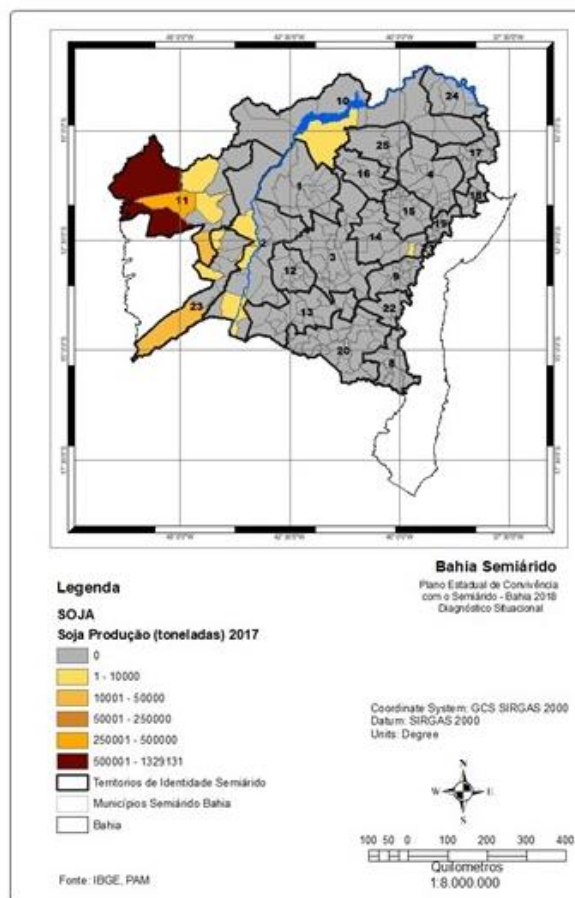 10
24
25
17
1
16
4
11
18
15
19
2
14
3
12
9
23
13
22
20
8
Bahia Semiárido
Plano Estadual de Convivência
com o Semiárido - Bahia 2018
Diagnóstico Situacional
Legenda
SOJA
Soja Produção (toneladas) 2017
0
1 - 10000
10001 - 50000
50001 - 250000
250001 - 500000
500001 - 1329131
Territorios de Identidade Semiárido
Municípios Semiárido Bahia
Bahia
Coordinate System: GCS SIRGAS 2000
Datum: SIRGAS 2000
Units: Degree
N
W E
S
100 50 0 100 200 300 400
Quilometros
1:8.000.000
Fonte: IBGE, PAM